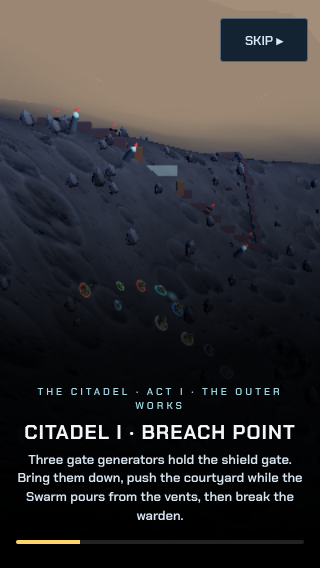 SKIP ▸
THE CITADEL · ACT I · THE OUTER
WORKS
CITADEL I · BREACH POINT
Three gate generators hold the shield gate.
Bring them down, push the courtyard while the
Swarm pours from the vents, then break the
warden.